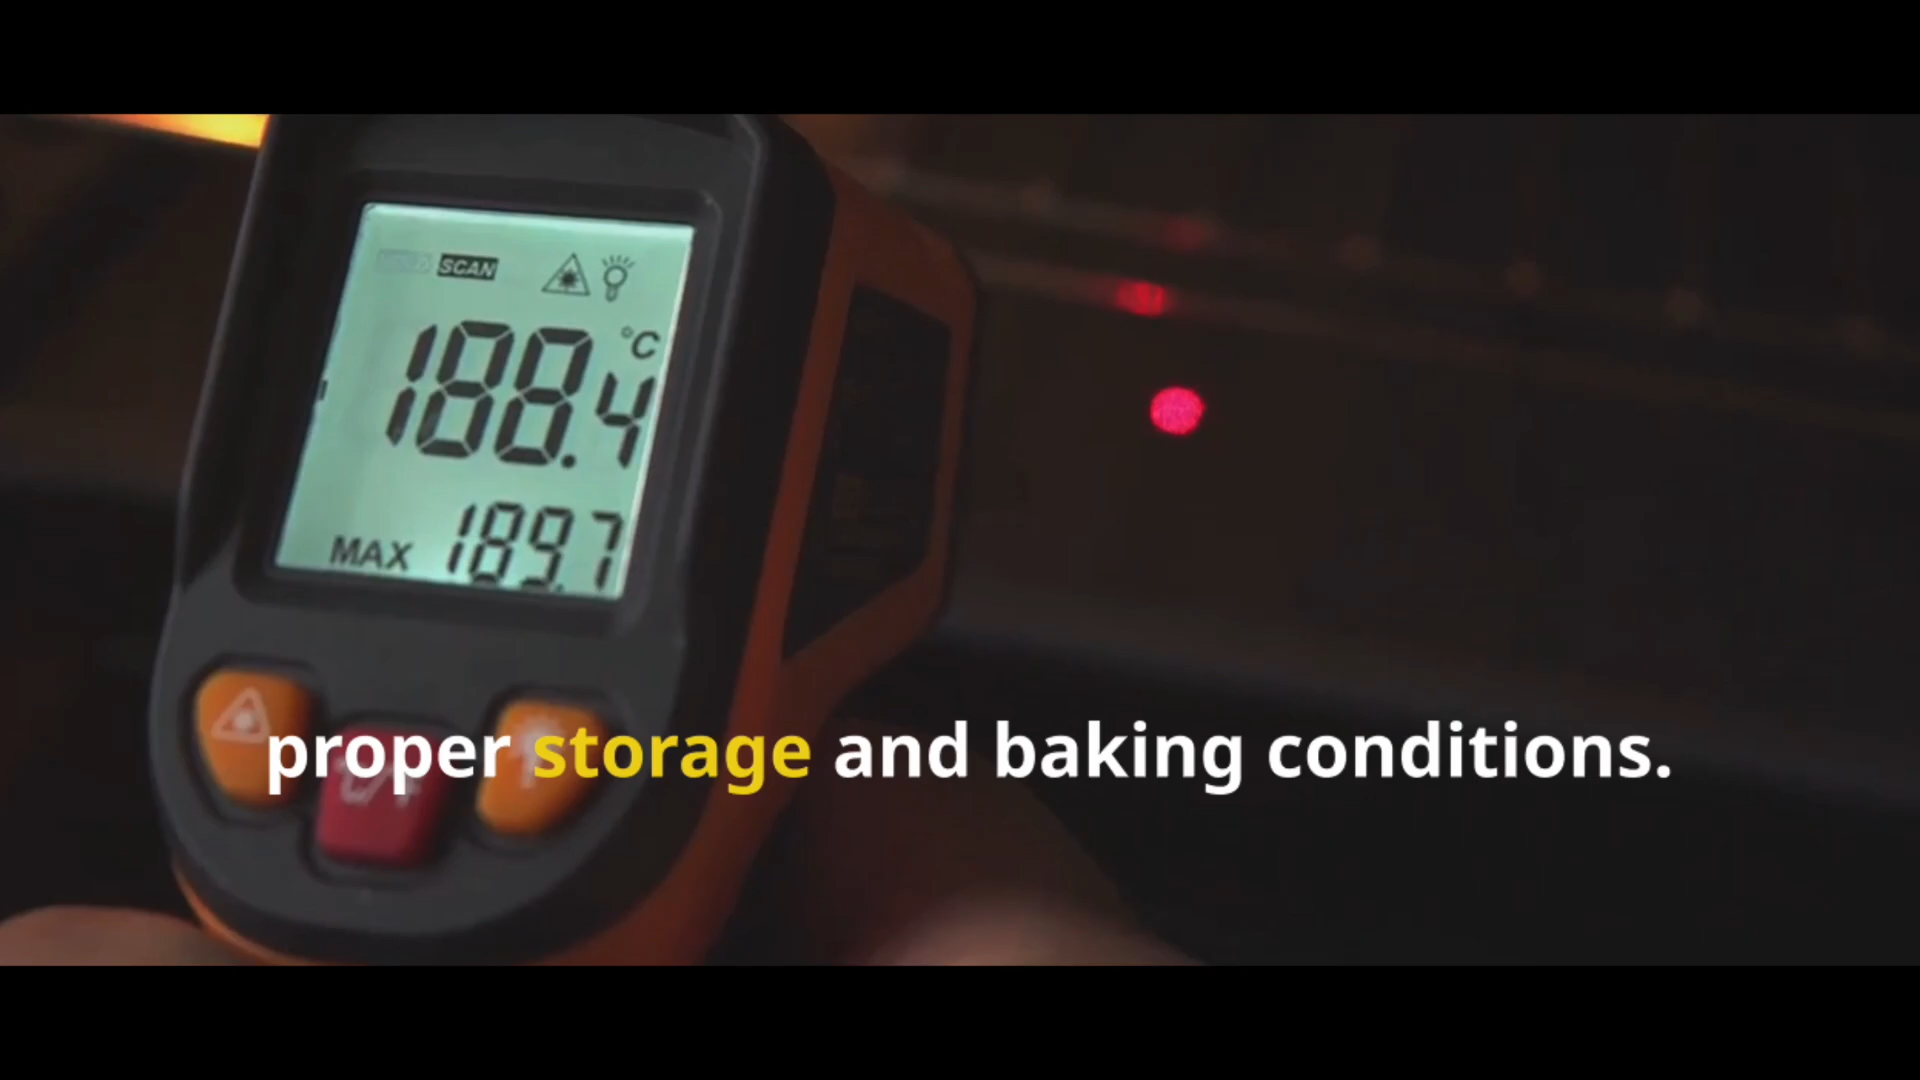 SCAN
°C
188.4
MAX 189.7
proper storage and baking conditions.